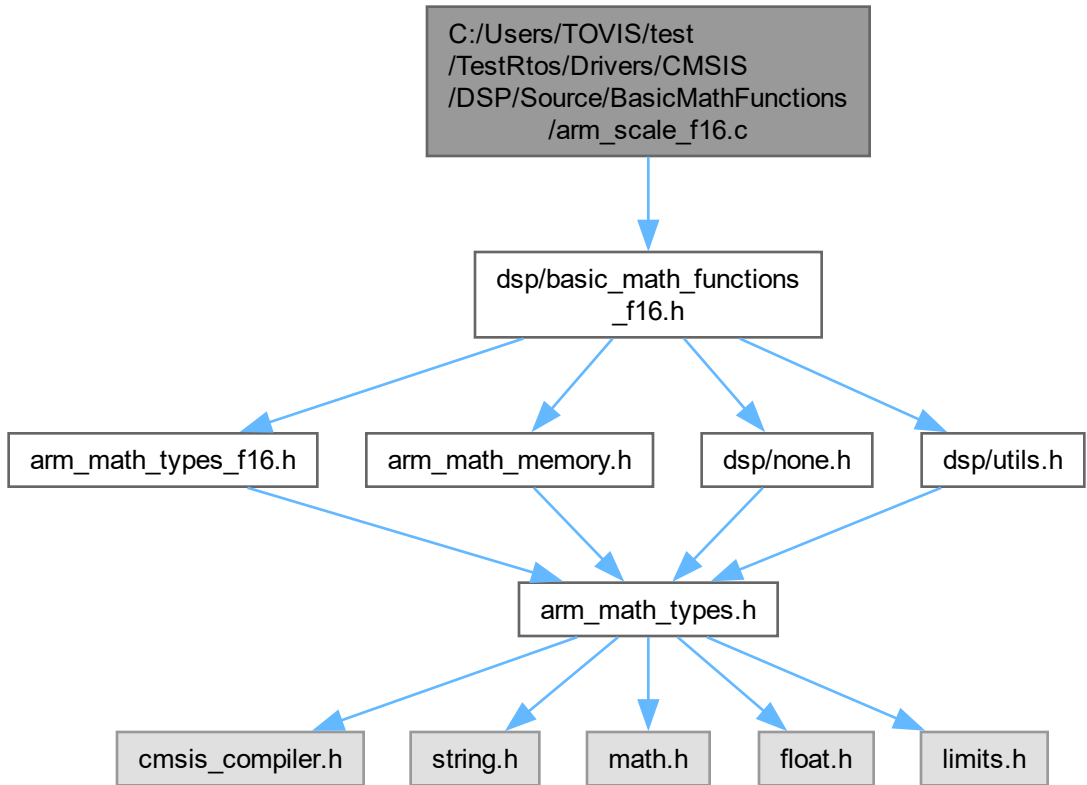 C:/Users/TOVIS/test
/TestRtos/Drivers/CMSIS
/DSP/Source/BasicMathFunctions
/arm_scale_f16.c
dsp/basic_math_functions
_f16.h
arm_math_types_f16.h
arm_math_memory.h
dsp/none.h
dsp/utils.h
arm_math_types.h
cmsis_compiler.h
string.h
math.h
float.h
limits.h